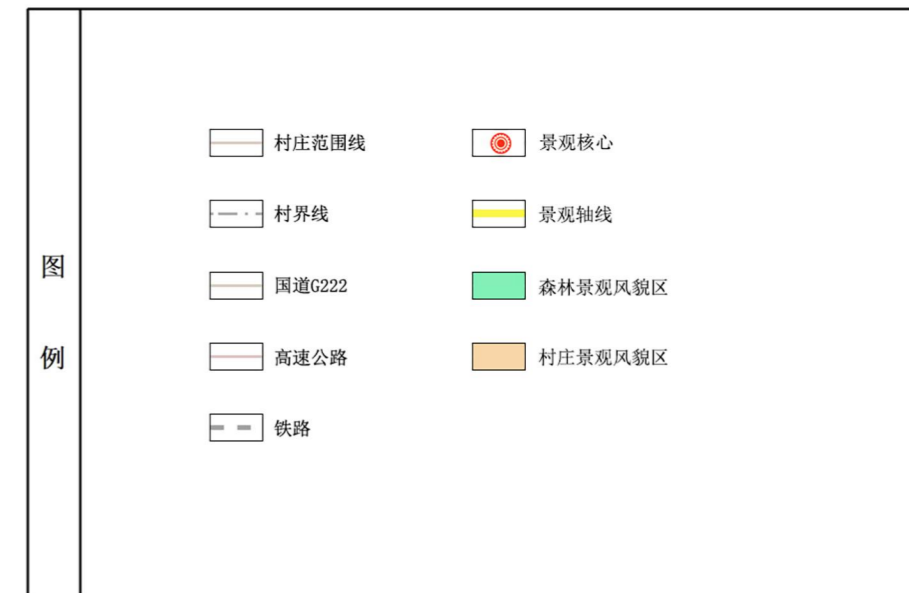 图例
村庄范围线
村界线
国道G222
高速公路
铁路
景观核心
景观轴线
森林景观风貌区
村庄景观风貌区